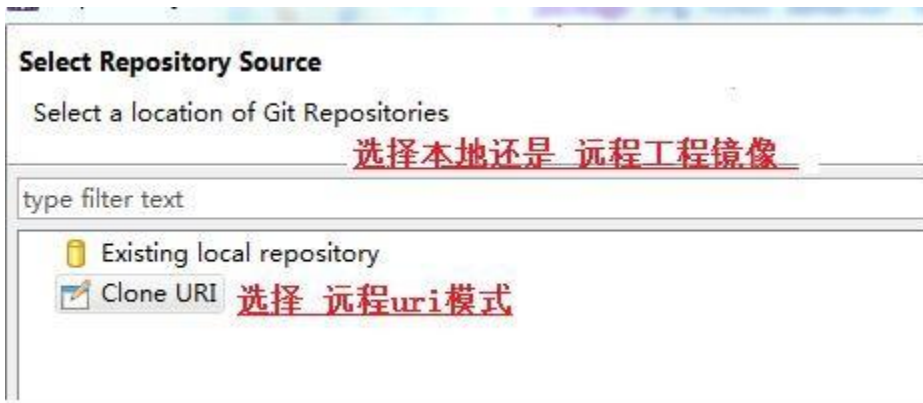 Select Repository Source
Select a location of Git Repositories
选择本地还是 远程工程镜像
type filter text
Existing local repository
Clone URI 选择 远程uri模式